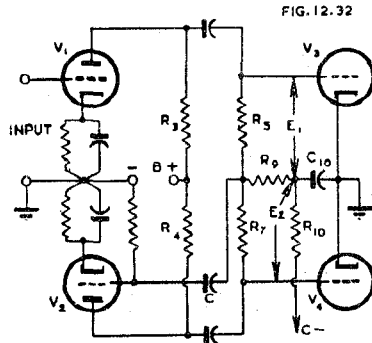 FIG. 12.32
V1
V3
INPUT
R3
R5
E1
B +
R9
C10
R4
E2
R7
R10
V2
C
C-
V4